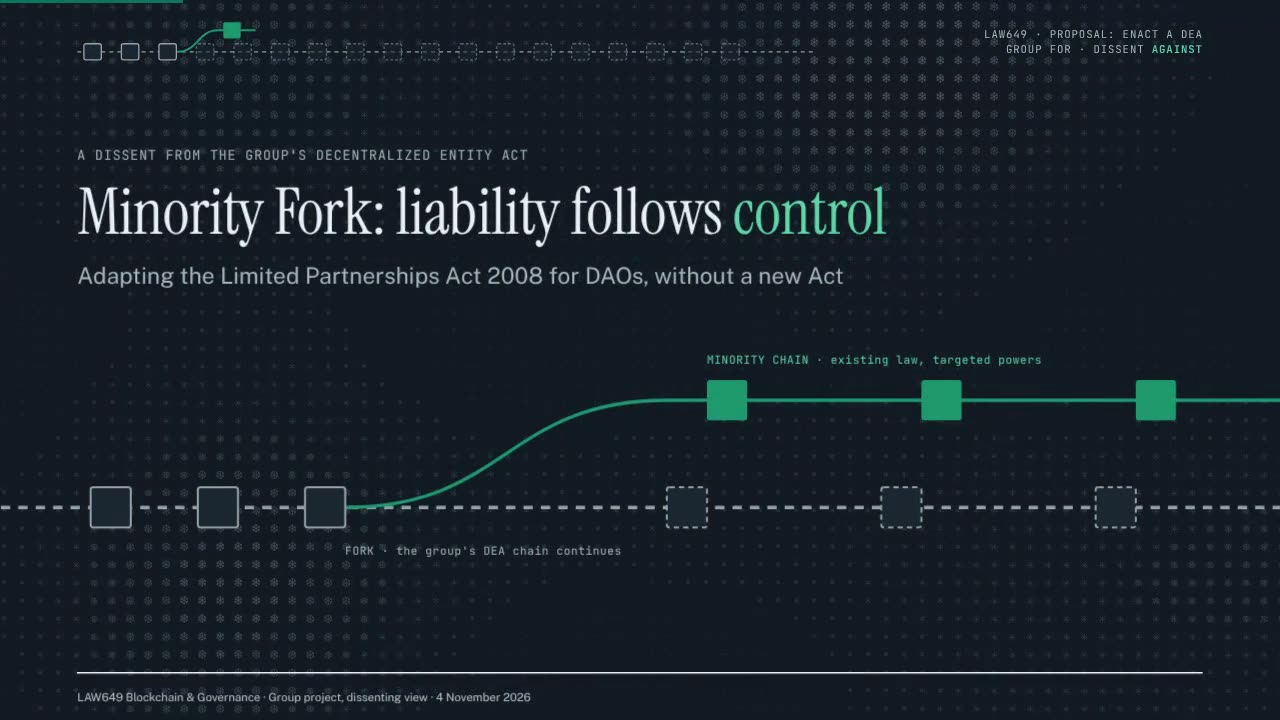 LAW649 · PROPOSAL: ENACT A DEA
GROUP FOR · DISSENT AGAINST
A DISSENT FROM THE GROUP'S DECENTRALIZED ENTITY ACT
Minority Fork: liability follows control
Adapting the Limited Partnerships Act 2008 for DAOs, without a new Act
MINORITY CHAIN · existing law, targeted powers
FORK · the group's DEA chain continues
LAW649 Blockchain & Governance · Group project, dissenting view · 4 November 2026